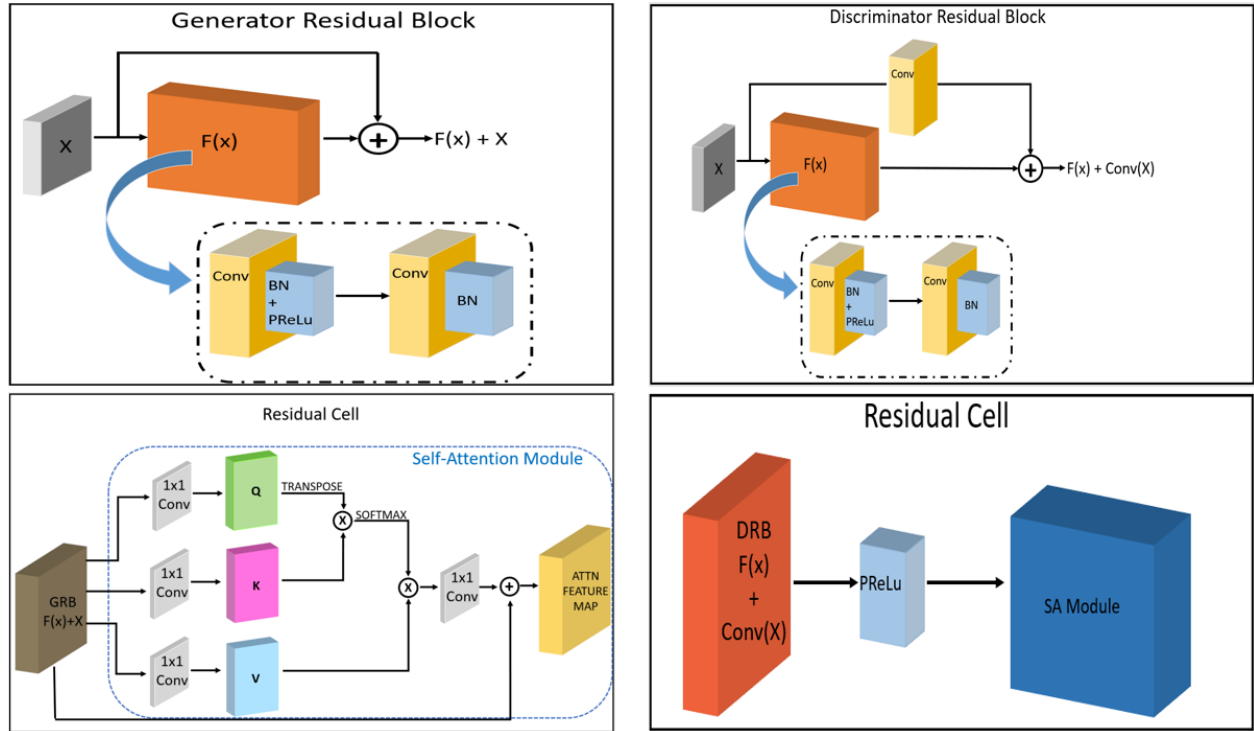 Generator Residual Block
X
F(x)
+
F(x) + X
Conv
BN
+
PReLu
Conv
BN
Discriminator Residual Block
Conv
X
F(x)
+
F(x) + Conv(X)
Conv
BN
+
PReLu
Conv
BN
Residual Cell
Self-Attention Module
1x1
Conv
Q
TRANSPOSE
X
SOFTMAX
1x1
Conv
K
GRB
F(x)+X
X
1x1
Conv
+
ATTN
FEATURE
MAP
1x1
Conv
V
Residual Cell
DRB
F(x)
+
Conv(X)
PReLu
SA Module